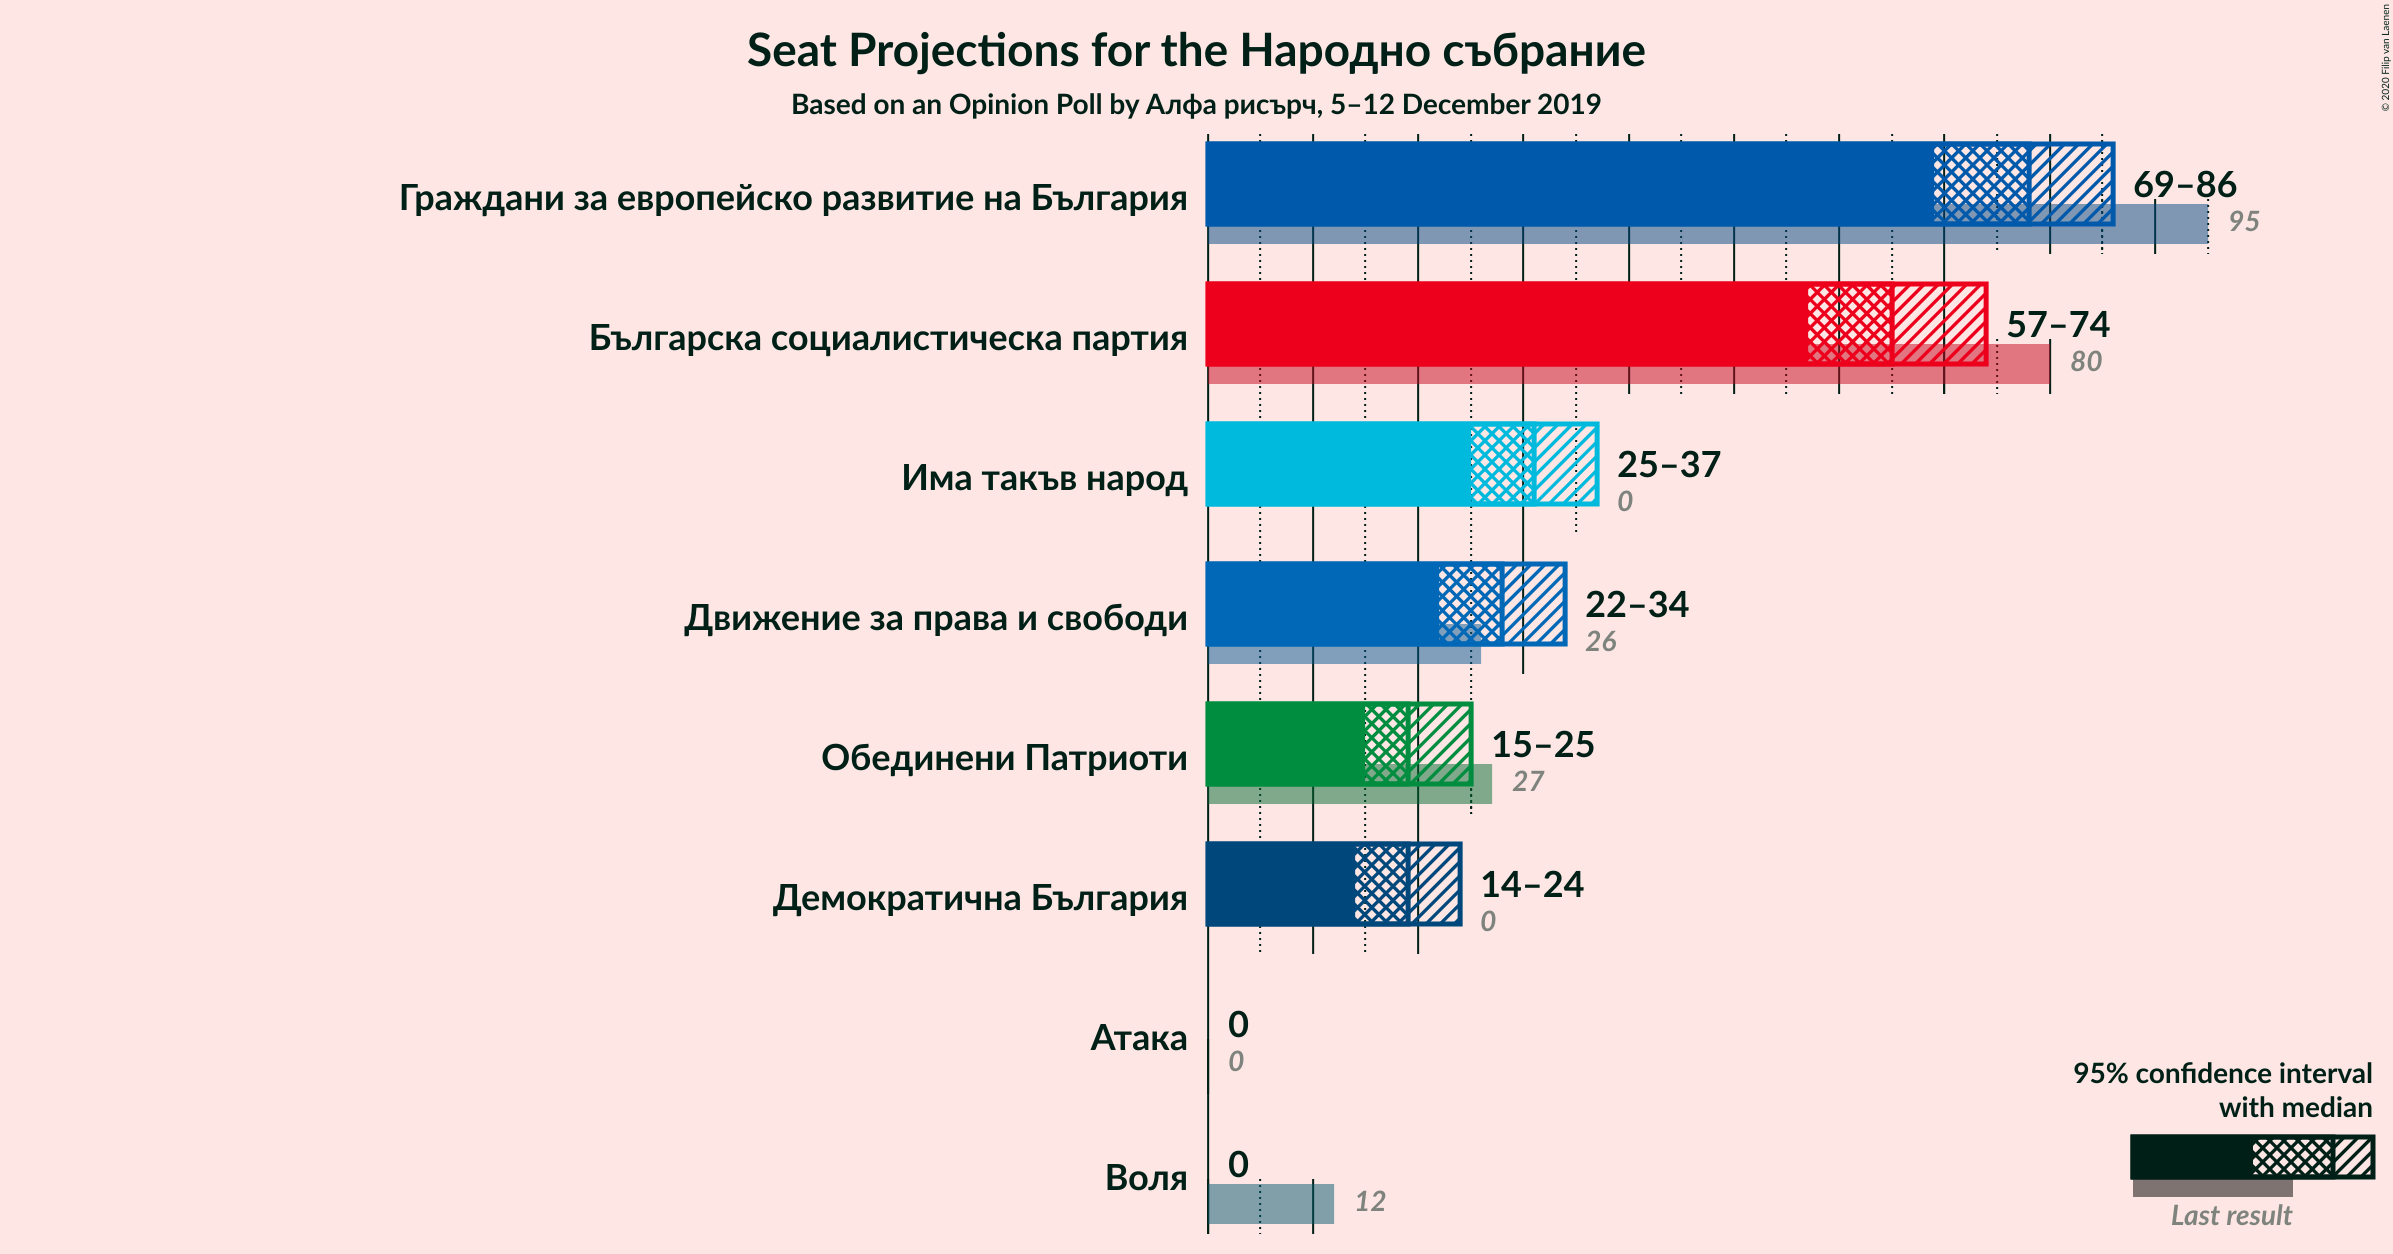 Seat Projections for the Народно събрание
Based on an Opinion Poll by Алфа рисърч, 5–12 December 2019
© 2020 Filip van Laenen
Граждани за европейско развитие на България
69–86
95
Българска социалистическа партия
57–74
80
Има такъв народ
25–37
0
Движение за права и свободи
22–34
26
Обединени Патриоти
15–25
27
Демократична България
14–24
0
Атака
0
0
Воля
0
12
95% confidence interval
with median
Last result